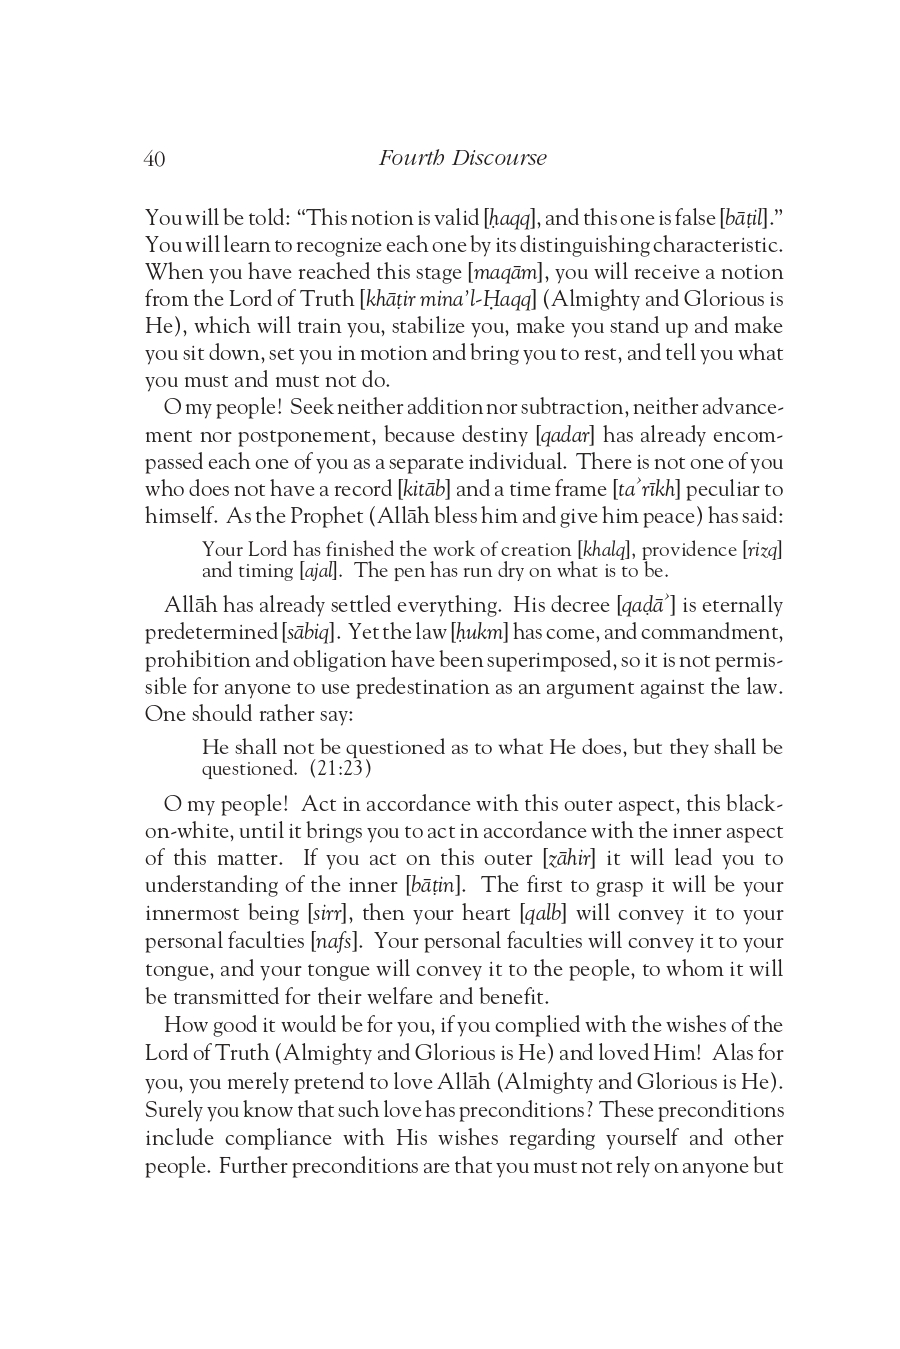 40
Fourth Discourse
You will be told: “This notion is valid [ḥaqq], and this one is false [bāṭil].”
You will learn to recognize each one by its distinguishing characteristic.
When you have reached this stage [maqām], you will receive a notion
from the Lord of Truth [khāṭir mina’l-Ḥaqq] (Almighty and Glorious is
He), which will train you, stabilize you, make you stand up and make
you sit down, set you in motion and bring you to rest, and tell you what
you must and must not do.
O my people! Seek neither addition nor subtraction, neither advance-
ment nor postponement, because destiny [qadar] has already encom-
passed each one of you as a separate individual. There is not one of you
who does not have a record [kitāb] and a time frame [taʾrīkh] peculiar to
himself. As the Prophet (Allāh bless him and give him peace) has said:
Your Lord has finished the work of creation [khalq], providence [rizq]
and timing [ajal]. The pen has run dry on what is to be.
Allāh has already settled everything. His decree [qaḍāʾ] is eternally
predetermined [sābiq]. Yet the law [ḥukm] has come, and commandment,
prohibition and obligation have been superimposed, so it is not permis-
sible for anyone to use predestination as an argument against the law.
One should rather say:
He shall not be questioned as to what He does, but they shall be
questioned. (21:23)
O my people! Act in accordance with this outer aspect, this black-
on-white, until it brings you to act in accordance with the inner aspect
of this matter. If you act on this outer [ẓāhir] it will lead you to
understanding of the inner [bāṭin]. The first to grasp it will be your
innermost being [sirr], then your heart [qalb] will convey it to your
personal faculties [nafs]. Your personal faculties will convey it to your
tongue, and your tongue will convey it to the people, to whom it will
be transmitted for their welfare and benefit.
How good it would be for you, if you complied with the wishes of the
Lord of Truth (Almighty and Glorious is He) and loved Him! Alas for
you, you merely pretend to love Allāh (Almighty and Glorious is He).
Surely you know that such love has preconditions? These preconditions
include compliance with His wishes regarding yourself and other
people. Further preconditions are that you must not rely on anyone but